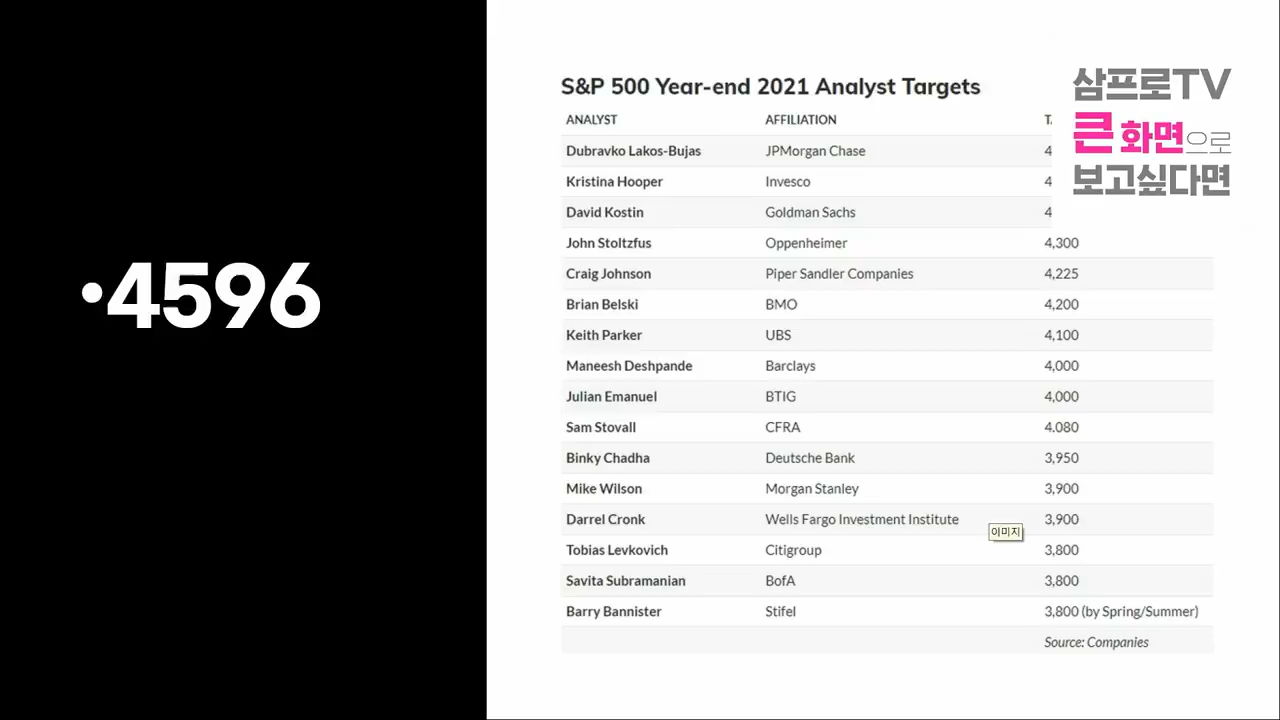 •4596
S&P 500 Year-end 2021 Analyst Targets
ANALYST AFFILIATION
Dubravko Lakos-Bujas JPMorgan Chase 4
Kristina Hooper Invesco 4
David Kostin Goldman Sachs 4
John Stoltzfus Oppenheimer 4,300
Craig Johnson Piper Sandler Companies 4,225
Brian Belski BMO 4,200
Keith Parker UBS 4,100
Maneesh Deshpande Barclays 4,000
Julian Emanuel BTIG 4,000
Sam Stovall CFRA 4.080
Binky Chadha Deutsche Bank 3,950
Mike Wilson Morgan Stanley 3,900
Darrel Cronk Wells Fargo Investment Institute 3,900
이미지
Tobias Levkovich Citigroup 3,800
Savita Subramanian BofA 3,800
Barry Bannister Stifel 3,800 (by Spring/Summer)
Source: Companies
삼프로TV
큰 화면으로
보고싶다면